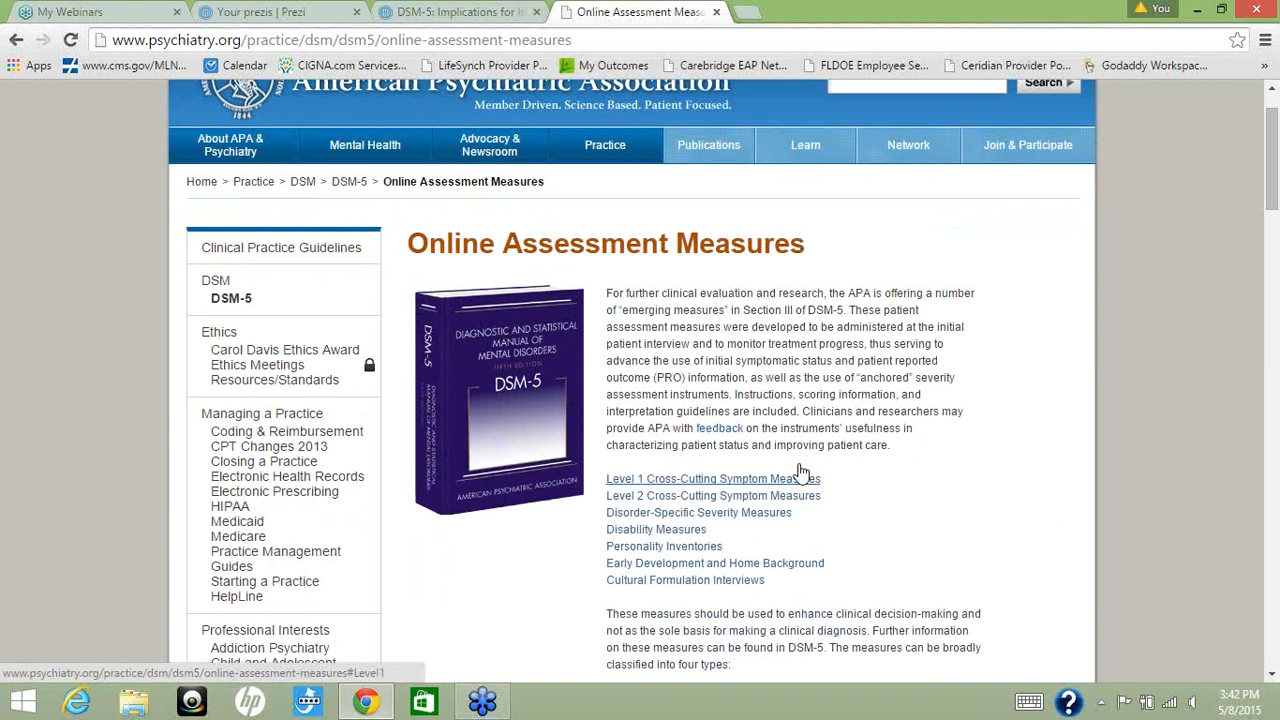 My Webinars
Your prezis | Prezi
DSM-5: Implications for In
Online Assessment Measu
You
www.psychiatry.org/practice/dsm/dsm5/online-assessment-measures
Apps
www.cms.gov/MLN...
Calendar
CIGNA.com Services...
LifeSynch Provider P...
My Outcomes
Carebridge EAP Net...
FLDOE Employee Se...
Ceridian Provider Po...
Godaddy Workspac...
»
American Psychiatric Association
1844
Member Driven. Science Based. Patient Focused.
Search
About APA &
Psychiatry
Mental Health
Advocacy &
Newsroom
Practice
Publications
Learn
Network
Join & Participate
Home > Practice > DSM > DSM-5 > Online Assessment Measures
Clinical Practice Guidelines
DSM
DSM-5
Ethics
Carol Davis Ethics Award
Ethics Meetings
Resources/Standards
Managing a Practice
Coding & Reimbursement
CPT Changes 2013
Closing a Practice
Electronic Health Records
Electronic Prescribing
HIPAA
Medicaid
Medicare
Practice Management
Guides
Starting a Practice
HelpLine
Professional Interests
Addiction Psychiatry
Child and Adolescent
Online Assessment Measures
DIAGNOSTIC AND STATISTICAL
MANUAL OF
MENTAL DISORDERS
FIFTH EDITION
DSM-5
AMERICAN PSYCHIATRIC ASSOCIATION
DSM-5
For further clinical evaluation and research, the APA is offering a number
of “emerging measures” in Section III of DSM-5. These patient
assessment measures were developed to be administered at the initial
patient interview and to monitor treatment progress, thus serving to
advance the use of initial symptomatic status and patient reported
outcome (PRO) information, as well as the use of “anchored” severity
assessment instruments. Instructions, scoring information, and
interpretation guidelines are included. Clinicians and researchers may
provide APA with feedback on the instruments’ usefulness in
characterizing patient status and improving patient care.
Level 1 Cross-Cutting Symptom Measures
Level 2 Cross-Cutting Symptom Measures
Disorder-Specific Severity Measures
Disability Measures
Personality Inventories
Early Development and Home Background
Cultural Formulation Interviews
These measures should be used to enhance clinical decision-making and
not as the sole basis for making a clinical diagnosis. Further information
on these measures can be found in DSM-5. The measures can be broadly
classified into four types:
www.psychiatry.org/practice/dsm/dsm5/online-assessment-measures#Level1
hp
?
3:42 PM
5/8/2015